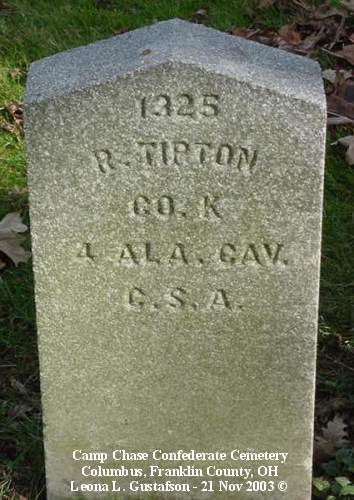 1325
R. TIPTON
CO. K
4 ALA. CAV.
C. S. A.
Camp Chase Confederate Cemetery
Columbus, Franklin County, OH
Leona L. Gustafson - 21 Nov 2003 ©